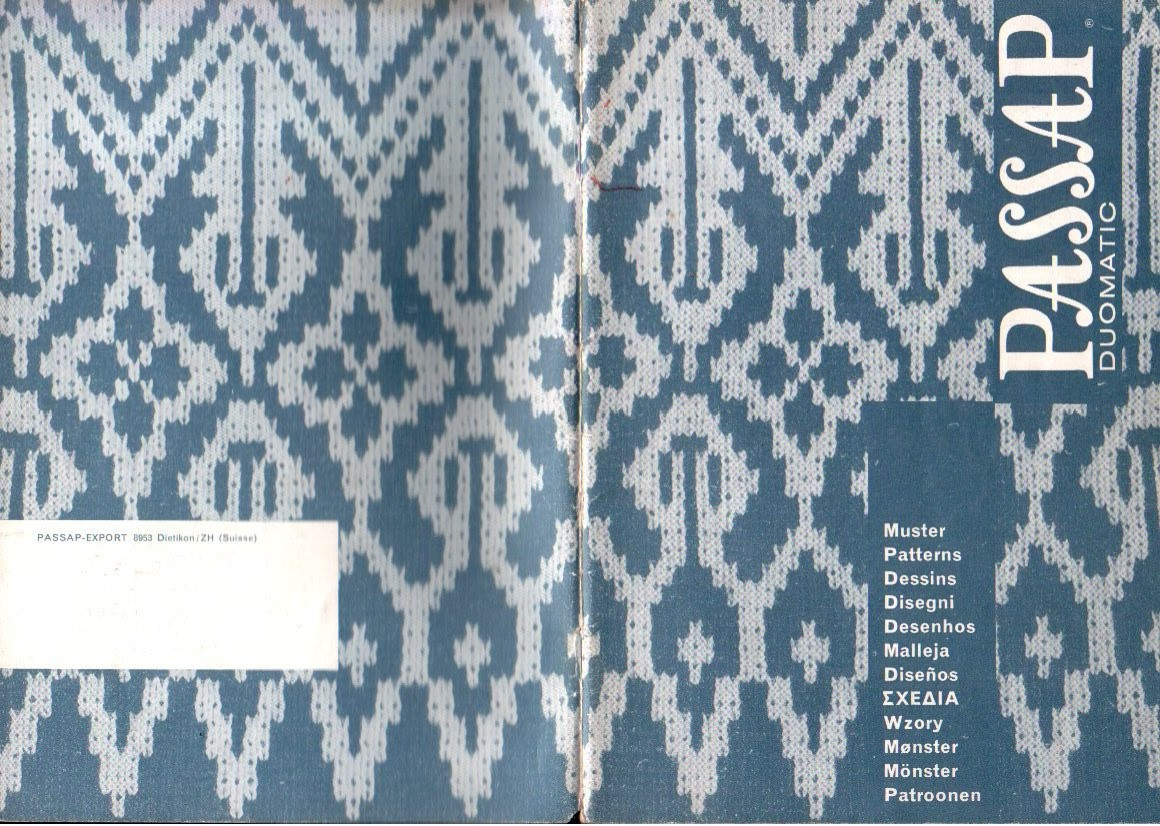 PASSAP-EXPORT 8953 Dietikon/ZH (Suisse)
PASSAP ®
DUOMATIC
Muster
Patterns
Dessins
Disegni
Desenhos
Malleja
Diseños
ΣΧΕΔΙΑ
Wzory
Mønster
Mönster
Patroonen